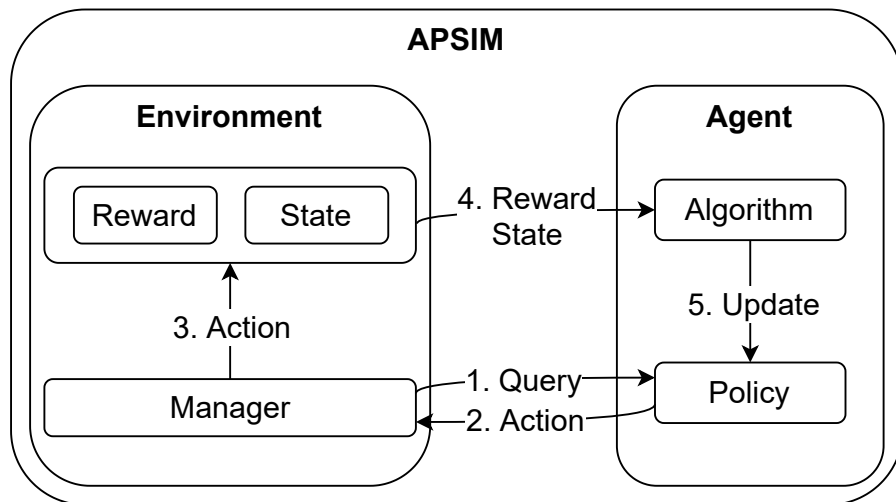 APSIM
Environment
Agent
Reward
State
4. Reward
State
Algorithm
3. Action
5. Update
Manager
1. Query
2. Action
Policy